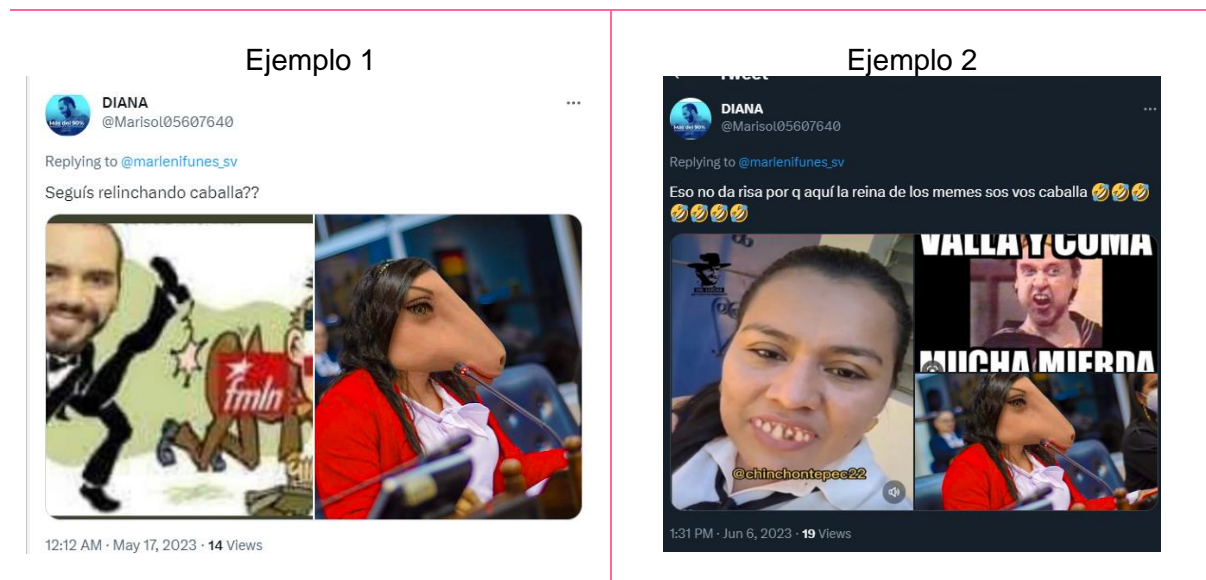 Ejemplo 1
DIANA
@Marisol05607640
Replying to @marlenifunes_sv
Seguís relinchando caballa??
fmln
12:12 AM · May 17, 2023 · 14 Views
Ejemplo 2
Tweet
DIANA
@Marisol05607640
Replying to @marlenifunes_sv
Eso no da risa por q aquí la reina de los memes sos vos caballa 🤣🤣🤣
🤣🤣🤣🤣
@chinchontepec22
VALLA Y COMA
MUCHA MIERDA
1:31 PM · Jun 6, 2023 · 19 Views